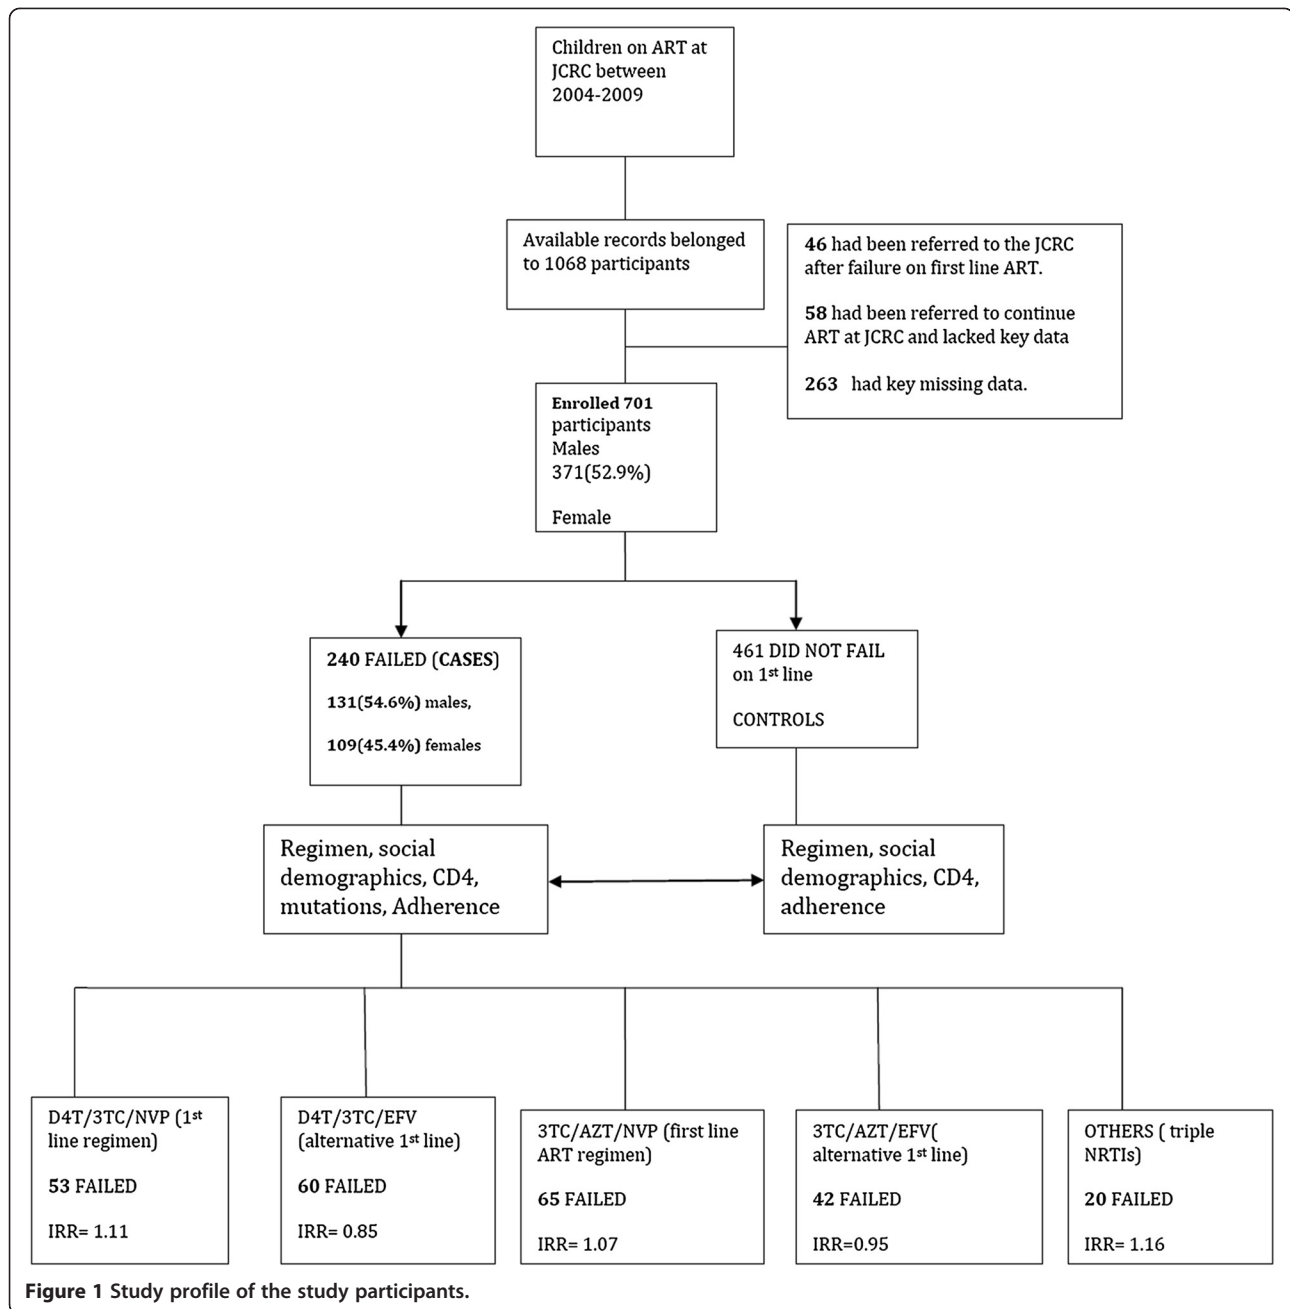 Children on ART at
JCRC between
2004-2009
Available records belonged
to 1068 participants
46 had been referred to the JCRC
after failure on first line ART.
58 had been referred to continue
ART at JCRC and lacked key data
263 had key missing data.
Enrolled 701
participants
Males
371(52.9%)
Female
240 FAILED (CASES)
131(54.6%) males,
109(45.4%) females
461 DID NOT FAIL
on 1st line
CONTROLS
Regimen, social
demographics, CD4,
mutations, Adherence
Regimen, social
demographics, CD4,
adherence
D4T/3TC/NVP (1st
line regimen)
53 FAILED
IRR= 1.11
D4T/3TC/EFV
(alternative 1st line)
60 FAILED
IRR= 0.85
3TC/AZT/NVP (first line
ART regimen)
65 FAILED
IRR= 1.07
3TC/AZT/EFV(
alternative 1st line)
42 FAILED
IRR=0.95
OTHERS ( triple
NRTIs)
20 FAILED
IRR= 1.16
Figure 1 Study profile of the study participants.